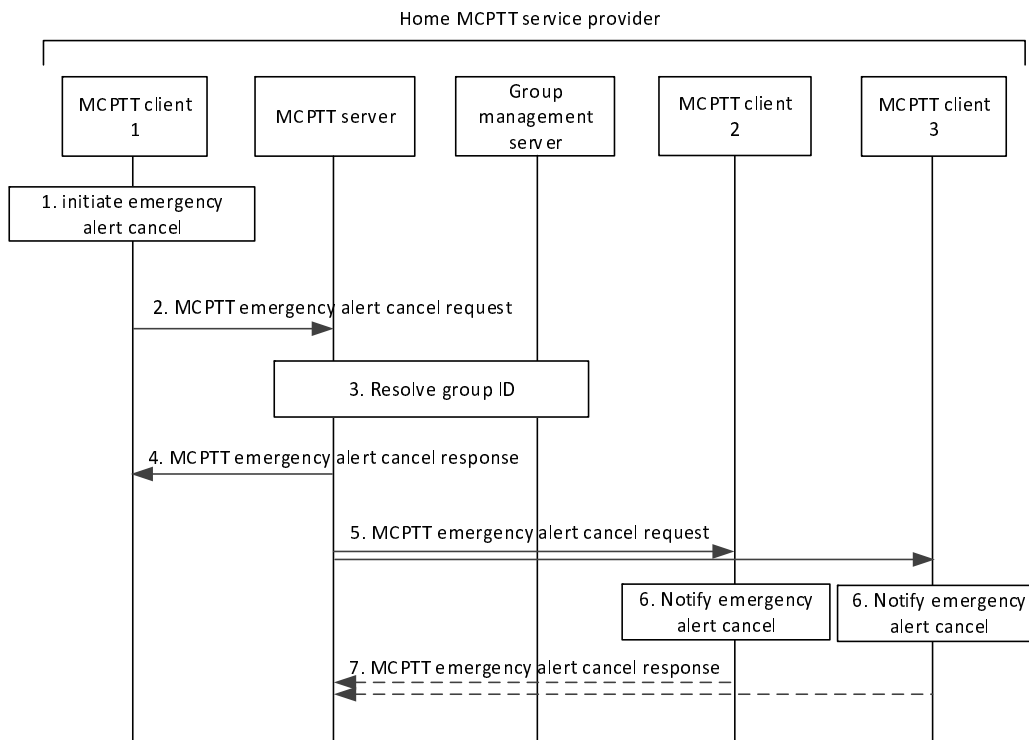 Home MCPTT service provider
MCPTT client
1
MCPTT server
Group
management
server
MCPTT client
2
MCPTT client
3
1. initiate emergency
alert cancel
2. MCPTT emergency alert cancel request
3. Resolve group ID
4. MCPTT emergency alert cancel response
5. MCPTT emergency alert cancel request
6. Notify emergency
alert cancel
6. Notify emergency
alert cancel
7. MCPTT emergency alert cancel response